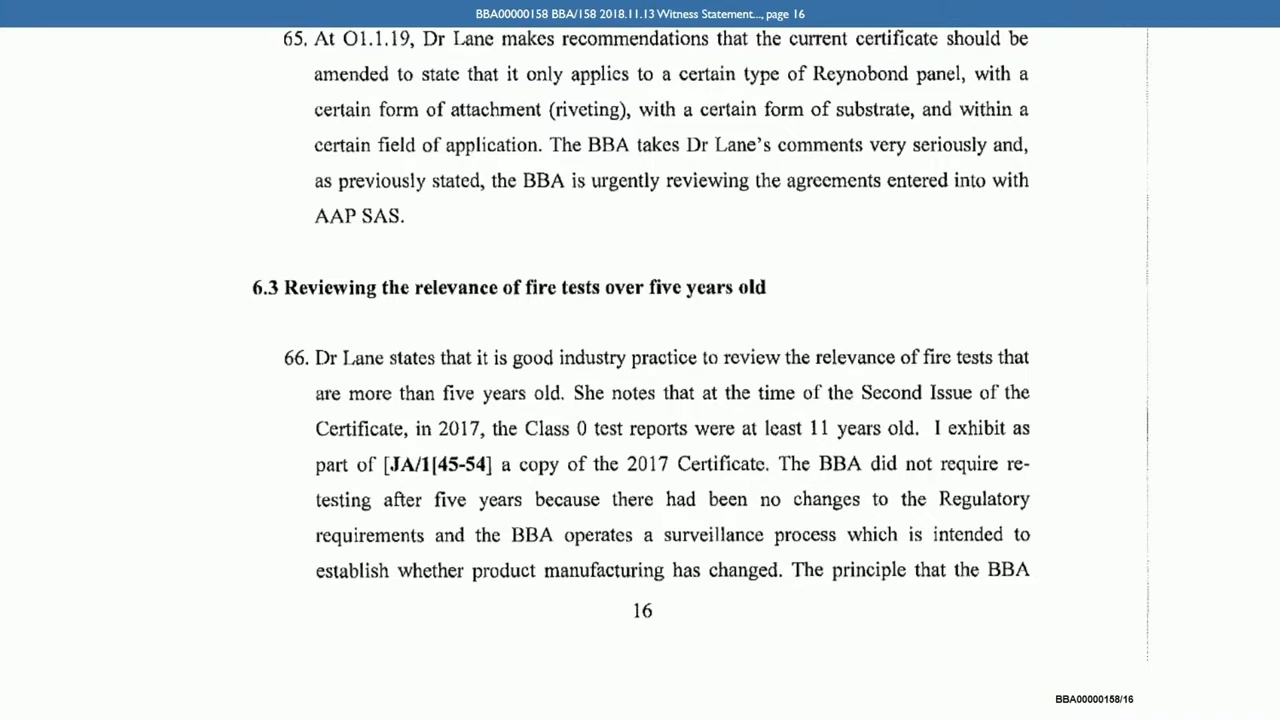 BBA00000158 BBA/158 2018.11.13 Witness Statement..., page 16
65. At O1.1.19, Dr Lane makes recommendations that the current certificate should be
amended to state that it only applies to a certain type of Reynobond panel, with a
certain form of attachment (riveting), with a certain form of substrate, and within a
certain field of application. The BBA takes Dr Lane's comments very seriously and,
as previously stated, the BBA is urgently reviewing the agreements entered into with
AAP SAS.
6.3 Reviewing the relevance of fire tests over five years old
66. Dr Lane states that it is good industry practice to review the relevance of fire tests that
are more than five years old. She notes that at the time of the Second Issue of the
Certificate, in 2017, the Class 0 test reports were at least 11 years old. I exhibit as
part of [JA/1[45-54] a copy of the 2017 Certificate. The BBA did not require re-
testing after five years because there had been no changes to the Regulatory
requirements and the BBA operates a surveillance process which is intended to
establish whether product manufacturing has changed. The principle that the BBA
16
BBA00000158/16